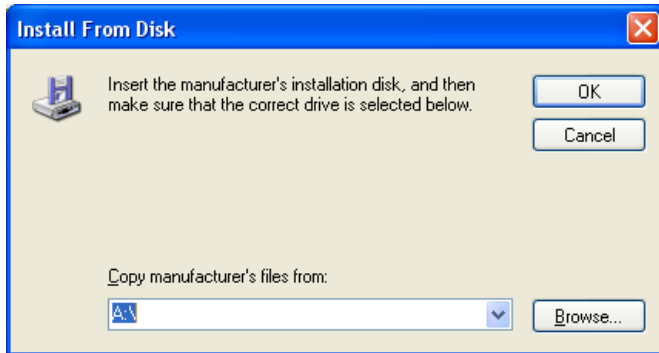 Install From Disk
Insert the manufacturer's installation disk, and then
make sure that the correct drive is selected below.
OK
Cancel
Copy manufacturer's files from:
A:\
Browse...